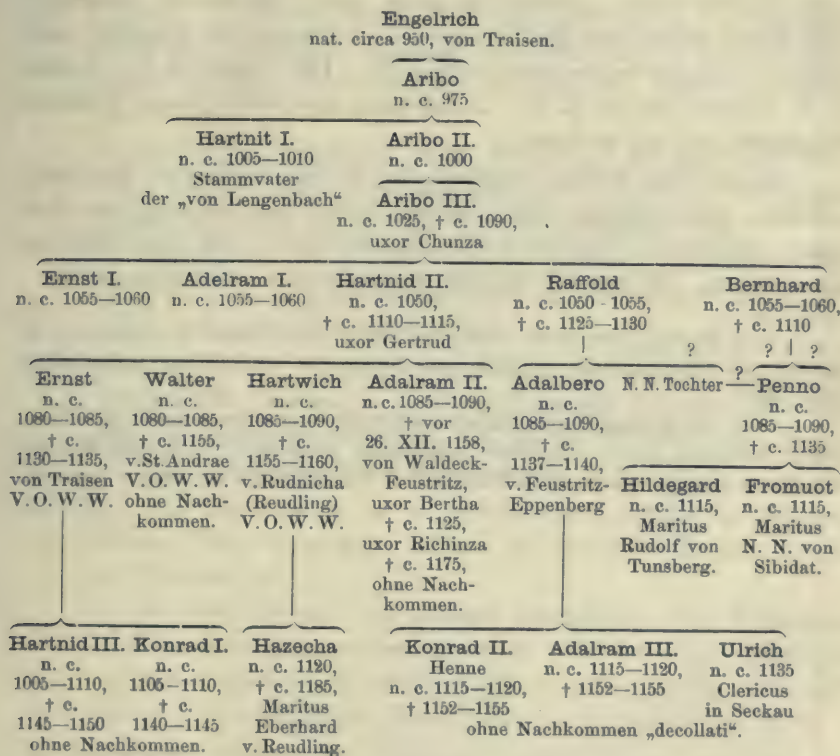 Engelrich
nat. circa 950, von Traisen.
Aribo
n. c. 975
Hartnit I.
n. c. 1005—1010
Stammvater
der „von Lengenbach“
Aribo II.
n. c. 1000
Aribo III.
n. c. 1025, † c. 1090,
uxor Chunza
Ernst I.
n. c. 1055—1060
Adelram I.
n. c. 1055—1060
Hartnid II.
n. c. 1050,
† c. 1110—1115,
uxor Gertrud
Raffold
n. c. 1050-1055,
† c. 1125—1130
Bernhard
n. c. 1055—1060,
† c. 1110
? ? ? ?
Ernst
n. c.
1080—1085,
† c.
1130—1135,
von Traisen
V. O. W. W.
Walter
n. c.
1080—1085,
† c. 1155,
v. St. Andrae
V. O. W. W.
ohne Nach-
kommen.
Hartwich
n. c.
1085—1090,
† c.
1155—1160,
v. Rudnicha
(Reudling)
V. O. W. W.
Adalram II.
n. c. 1085—1090,
† vor
26. XII. 1158,
von Waldeck-
Feustritz,
uxor Bertha
† c. 1125,
uxor Richinza
† c. 1175,
ohne Nach-
kommen.
Adalbero
n. c.
1085—1090,
† c.
1137—1140,
v. Feustritz-
Eppenberg
N. N. Tochter
Penno
n. c.
1085—1090,
† c. 1135
Hildegard
n. c. 1115,
Maritus
Rudolf von
Tunsberg.
Fromuot
n. c. 1115,
Maritus
N. N. von
Sibidat.
Hartnid III.
n. c.
1005—1110,
† c.
1145—1150
Konrad I.
n. c.
1105—1110,
† c.
1140—1145
ohne Nachkommen.
Hazecha
n. c. 1120,
† c. 1185,
Maritus
Eberhard
v. Reudling.
Konrad II.
Henne
n. c. 1115—1120,
† 1152—1155
Adalram III.
n. c. 1115—1120,
† 1152—1155
Ulrich
n. c. 1135
Clericus
in Seckau
ohne Nachkommen „decollati“.